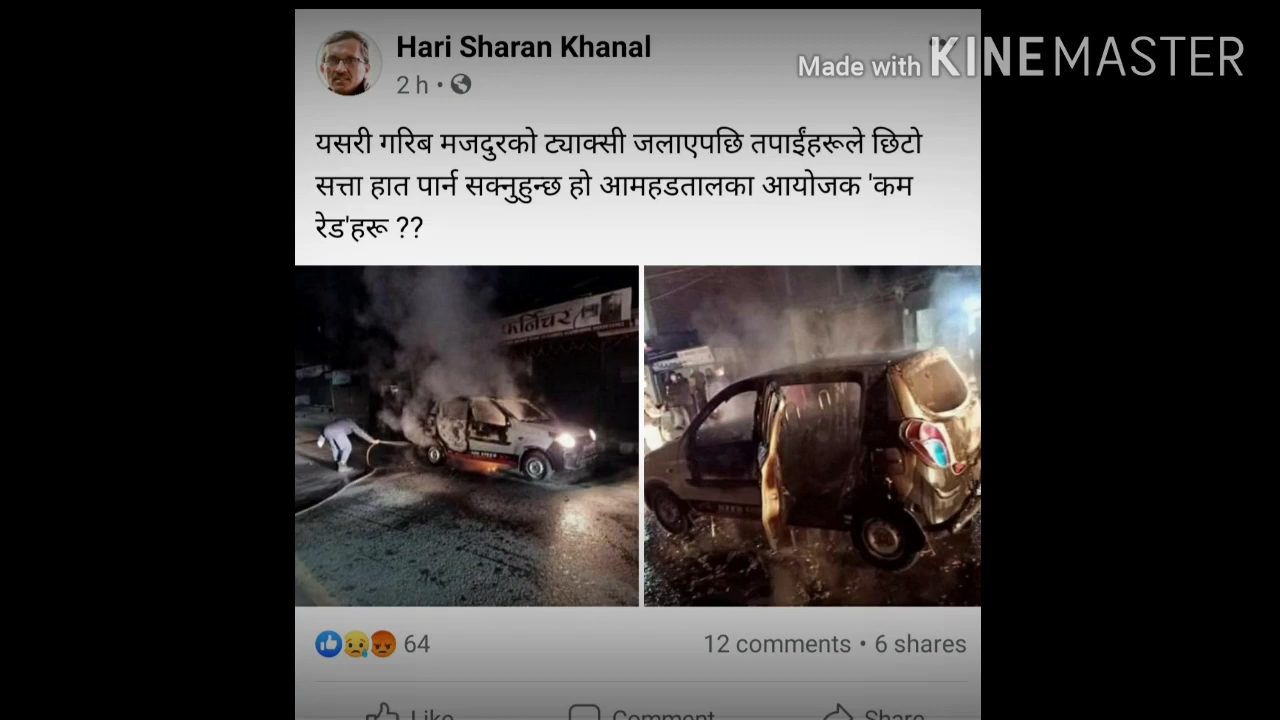 Hari Sharan Khanal
Made with KINEMASTER
2 h
यसरी गरिब मजदुरको ट्याक्सी जलाएपछि तपाईंहरूले छिटो
सत्ता हात पार्न सक्नुहुन्छ हो आमहडतालका आयोजक 'कम
रेड'हरू ??
फर्निचर
64
12 comments • 6 shares
Like
Comment
Share